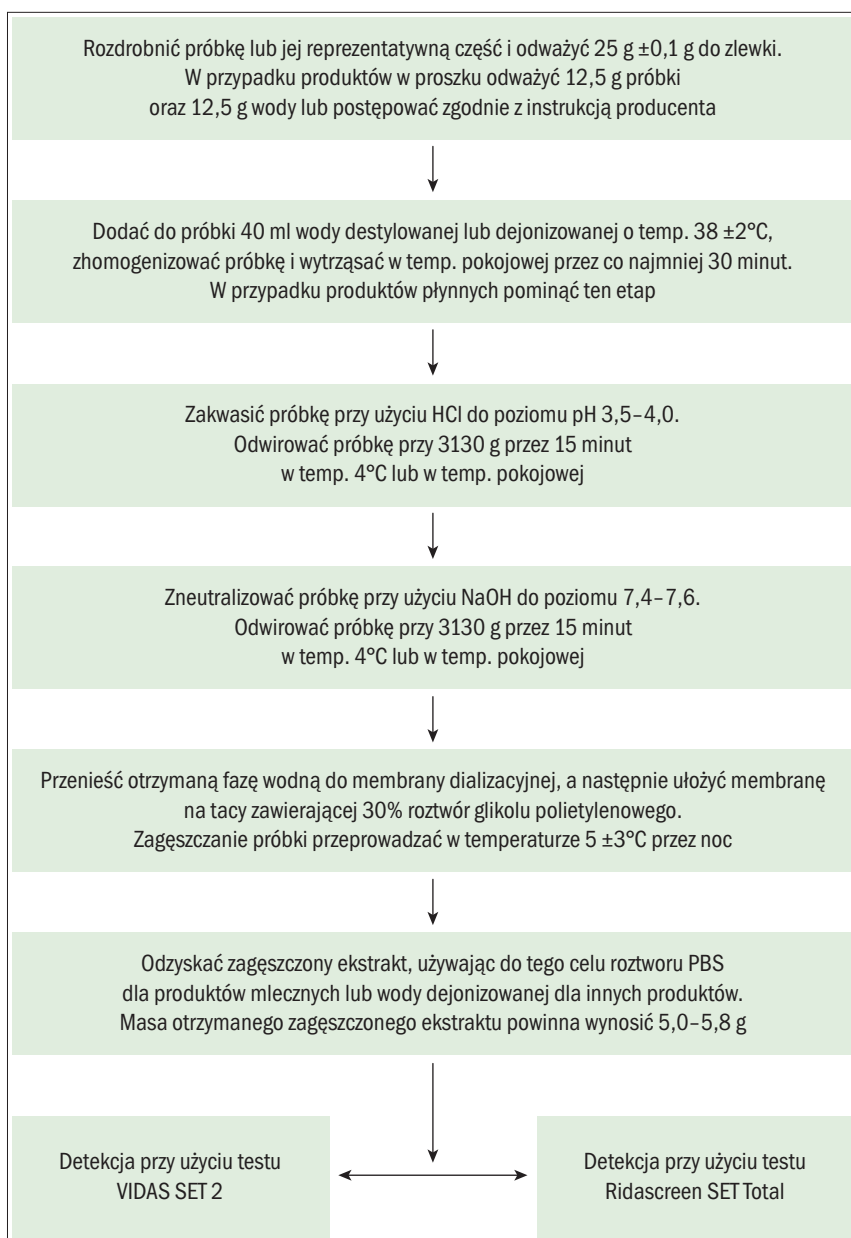 Rozdrobnić próbkę lub jej reprezentatywną część i odważyć 25 g ±0,1 g do zlewki.
W przypadku produktów w proszku odważyć 12,5 g próbki
oraz 12,5 g wody lub postępować zgodnie z instrukcją producenta
Dodać do próbki 40 ml wody destylowanej lub dejonizowanej o temp. 38 ±2°C,
zhomogenizować próbkę i wytrząsać w temp. pokojowej przez co najmniej 30 minut.
W przypadku produktów płynnych pominąć ten etap
Zakwasić próbkę przy użyciu HCl do poziomu pH 3,5–4,0.
Odwirować próbkę przy 3130 g przez 15 minut
w temp. 4°C lub w temp. pokojowej
Zneutralizować próbkę przy użyciu NaOH do poziomu 7,4–7,6.
Odwirować próbkę przy 3130 g przez 15 minut
w temp. 4°C lub w temp. pokojowej
Przenieść otrzymaną fazę wodną do membrany dializacyjnej, a następnie ułożyć membranę
na tacy zawierającej 30% roztwór glikolu polietylenowego.
Zagęszczanie próbki przeprowadzać w temperaturze 5 ±3°C przez noc
Odzyskać zagęszczony ekstrakt, używając do tego celu roztworu PBS
dla produktów mlecznych lub wody dejonizowanej dla innych produktów.
Masa otrzymanego zagęszczonego ekstraktu powinna wynosić 5,0–5,8 g
Detekcja przy użyciu testu
VIDAS SET 2
Detekcja przy użyciu testu
Ridascreen SET Total